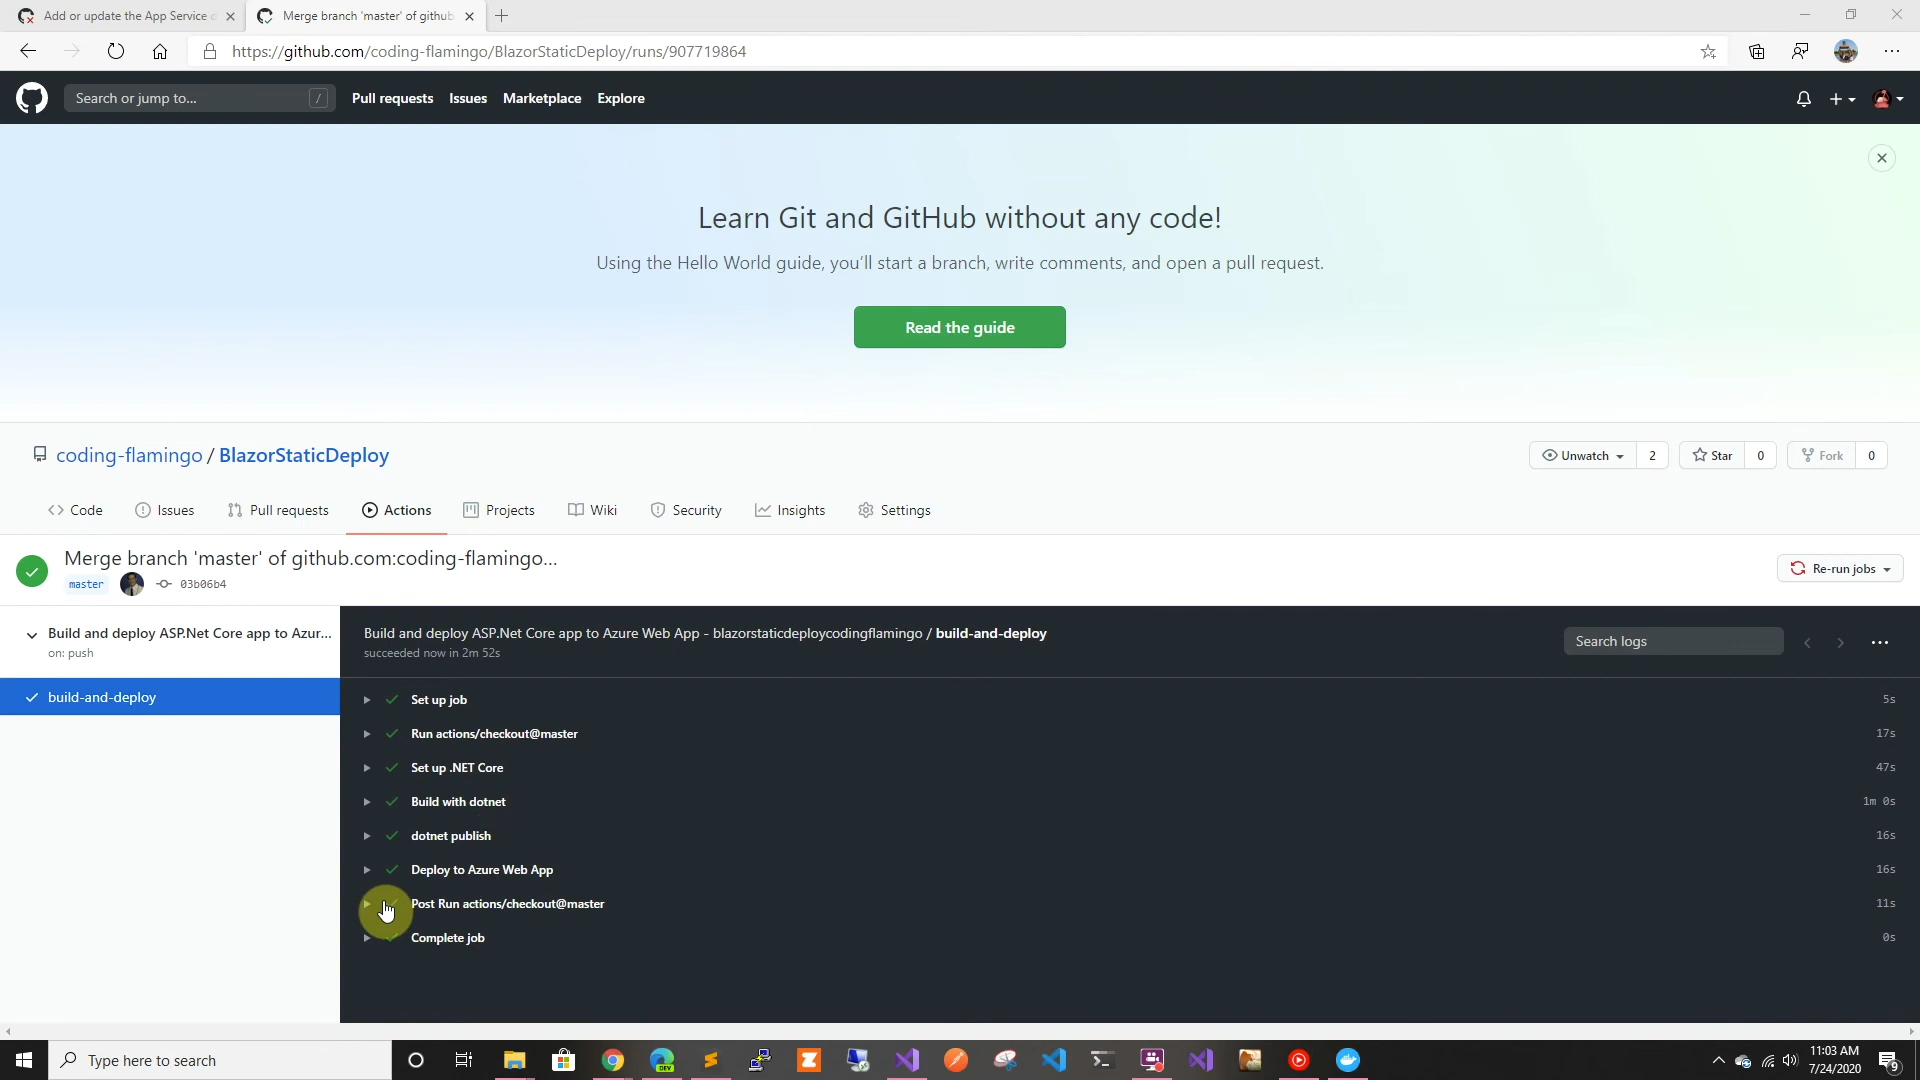 Add or update the App Service c
Merge branch 'master' of github
https://github.com/coding-flamingo/BlazorStaticDeploy/runs/907719864
Search or jump to...
/
Pull requests
Issues
Marketplace
Explore
Learn Git and GitHub without any code!
Using the Hello World guide, you'll start a branch, write comments, and open a pull request.
Read the guide
coding-flamingo / BlazorStaticDeploy
Unwatch
2
Star
0
Fork
0
Code
Issues
Pull requests
Actions
Projects
Wiki
Security
Insights
Settings
Merge branch 'master' of github.com:coding-flamingo...
master
03b06b4
Re-run jobs
Build and deploy ASP.Net Core app to Azur...
on: push
build-and-deploy
Build and deploy ASP.Net Core app to Azure Web App - blazorstaticdeploycodingflamingo / build-and-deploy
succeeded now in 2m 52s
Search logs
Set up job
5s
Run actions/checkout@master
17s
Set up .NET Core
47s
Build with dotnet
1m 0s
dotnet publish
16s
Deploy to Azure Web App
16s
Post Run actions/checkout@master
11s
Complete job
0s
Type here to search
DEV
11:03 AM
7/24/2020
9